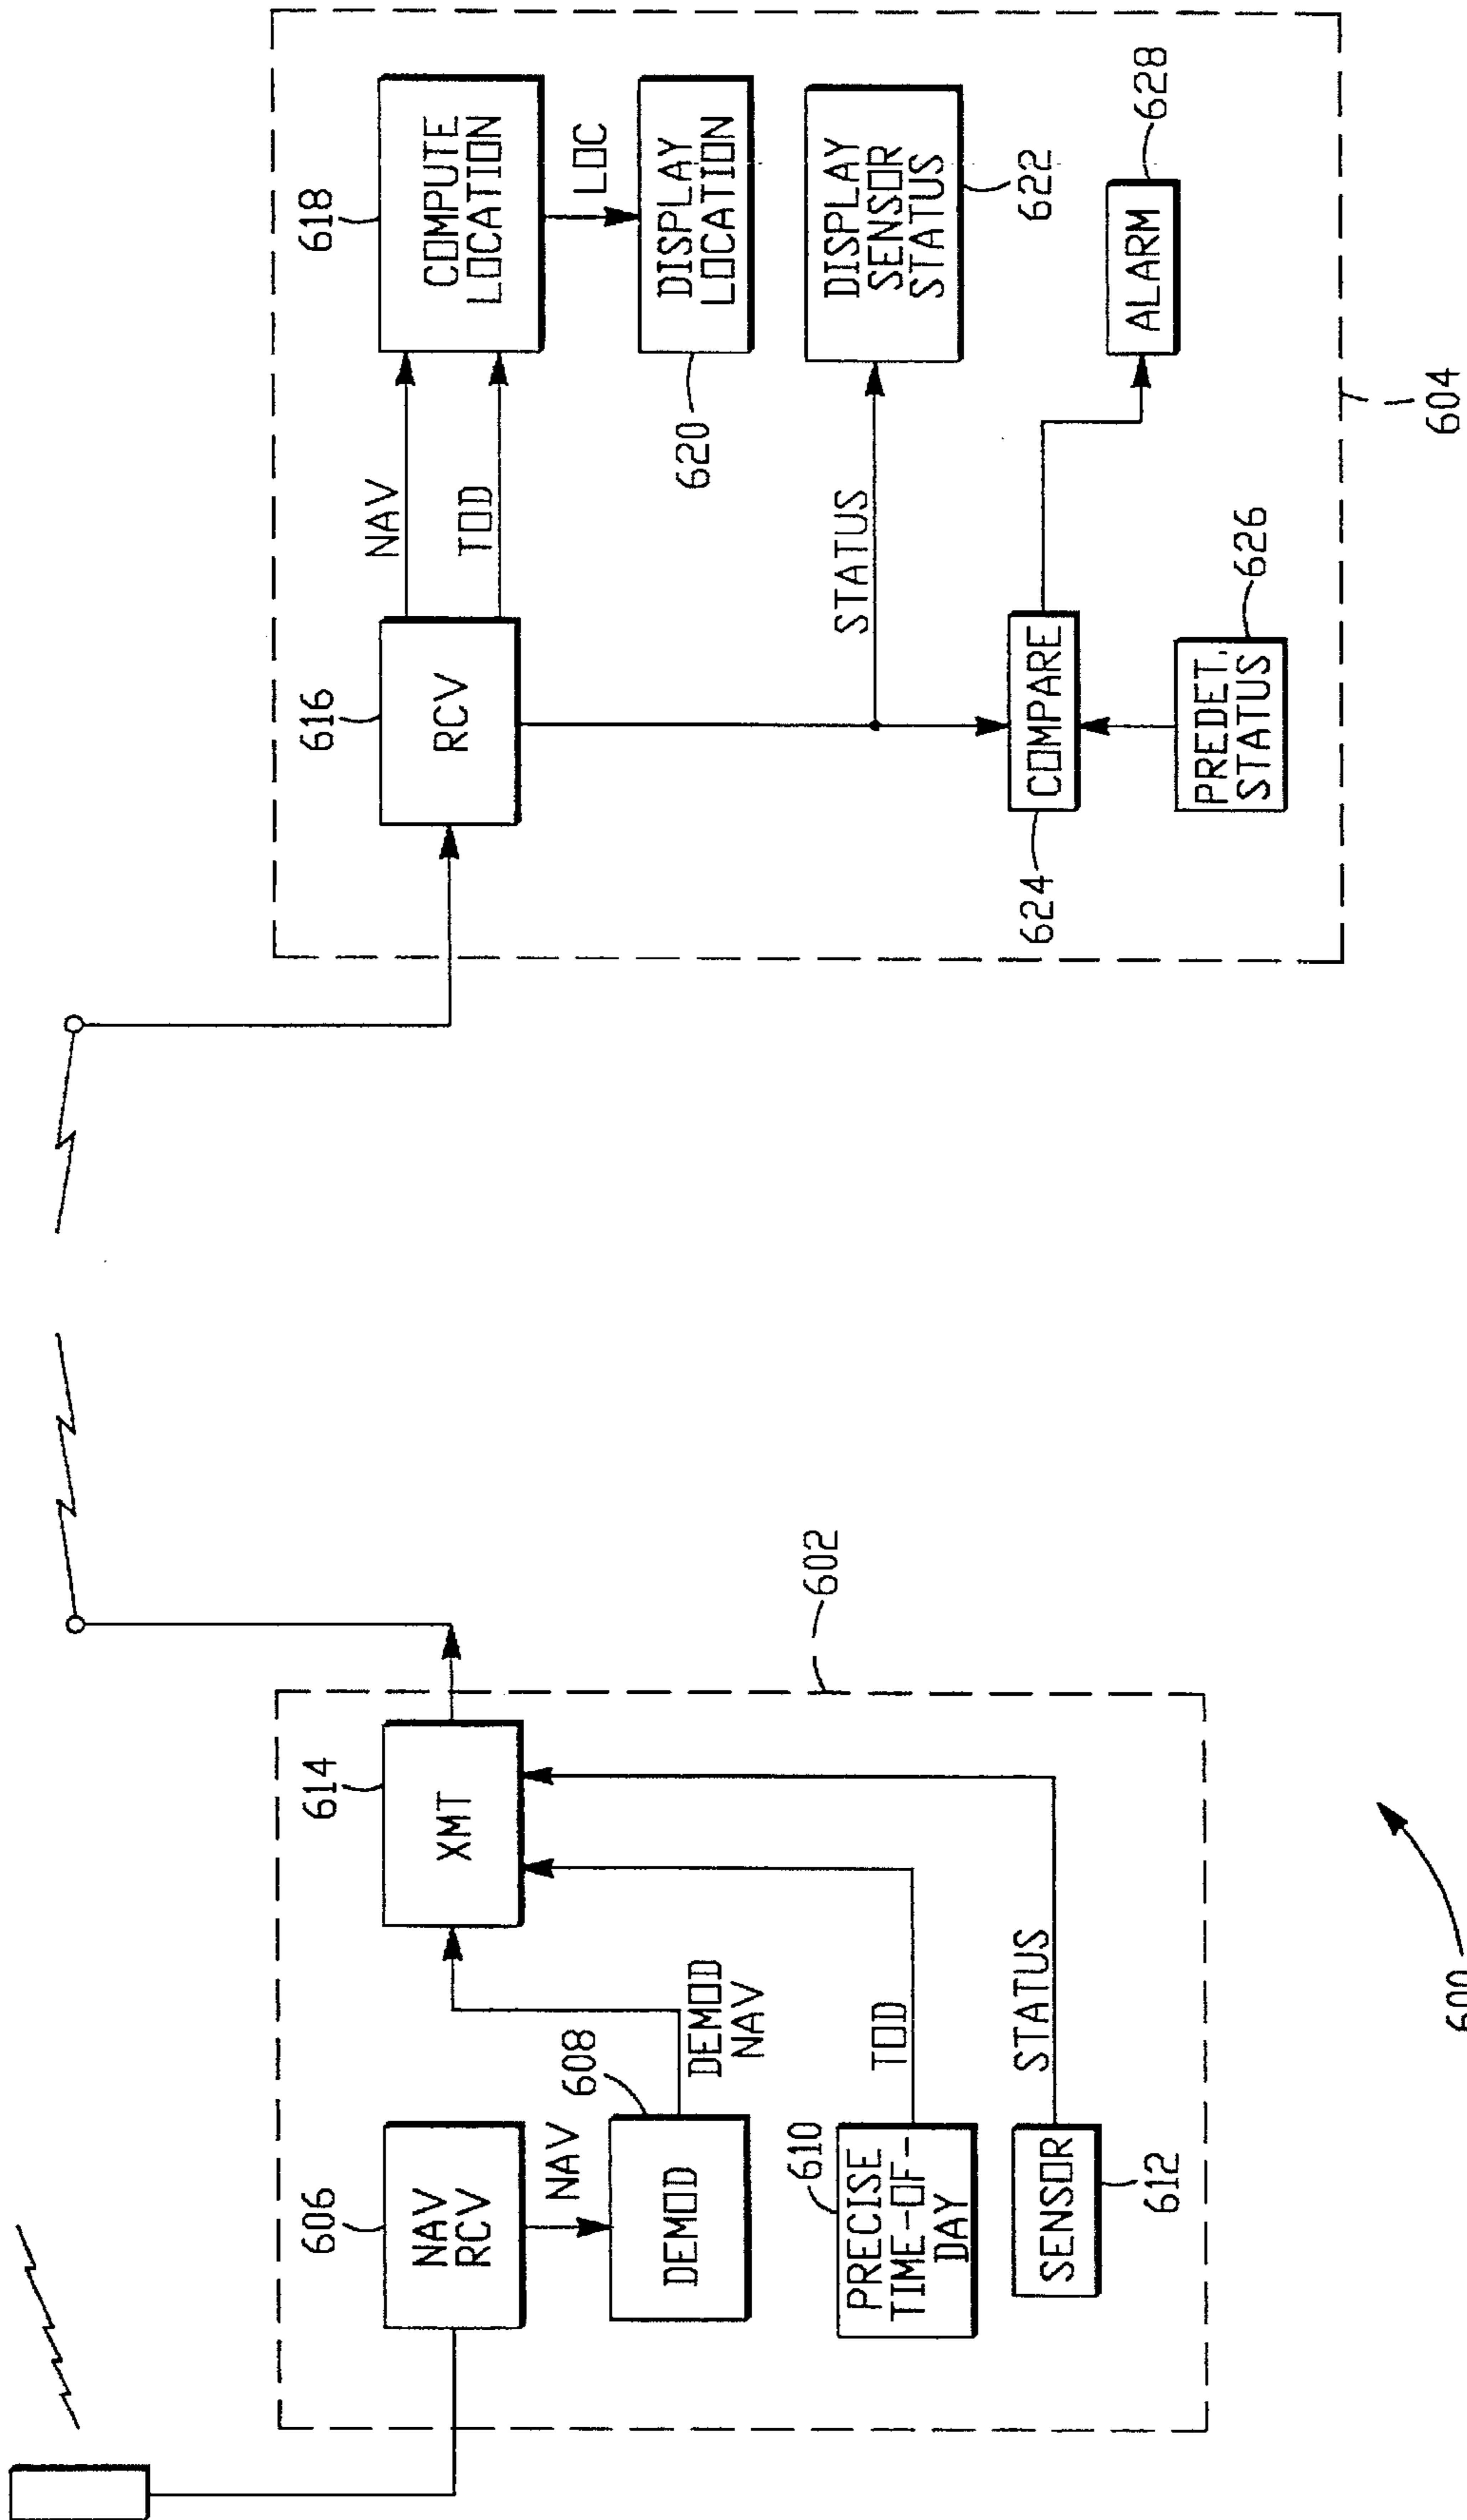 606
NAV
RCV
NAV
608
DEMOD
DEMOD
NAV
614
XMT
610
PRECISE
TIME-OF-
DAY
TOD
SENSOR
612
STATUS
602
600
616
RCV
NAV
TOD
618
COMPUTE
LOCATION
LOC
620
DISPLAY
LOCATION
STATUS
DISPLAY
SENSOR
STATUS
622
624
COMPARE
ALARM
628
PREDET.
STATUS
626
604